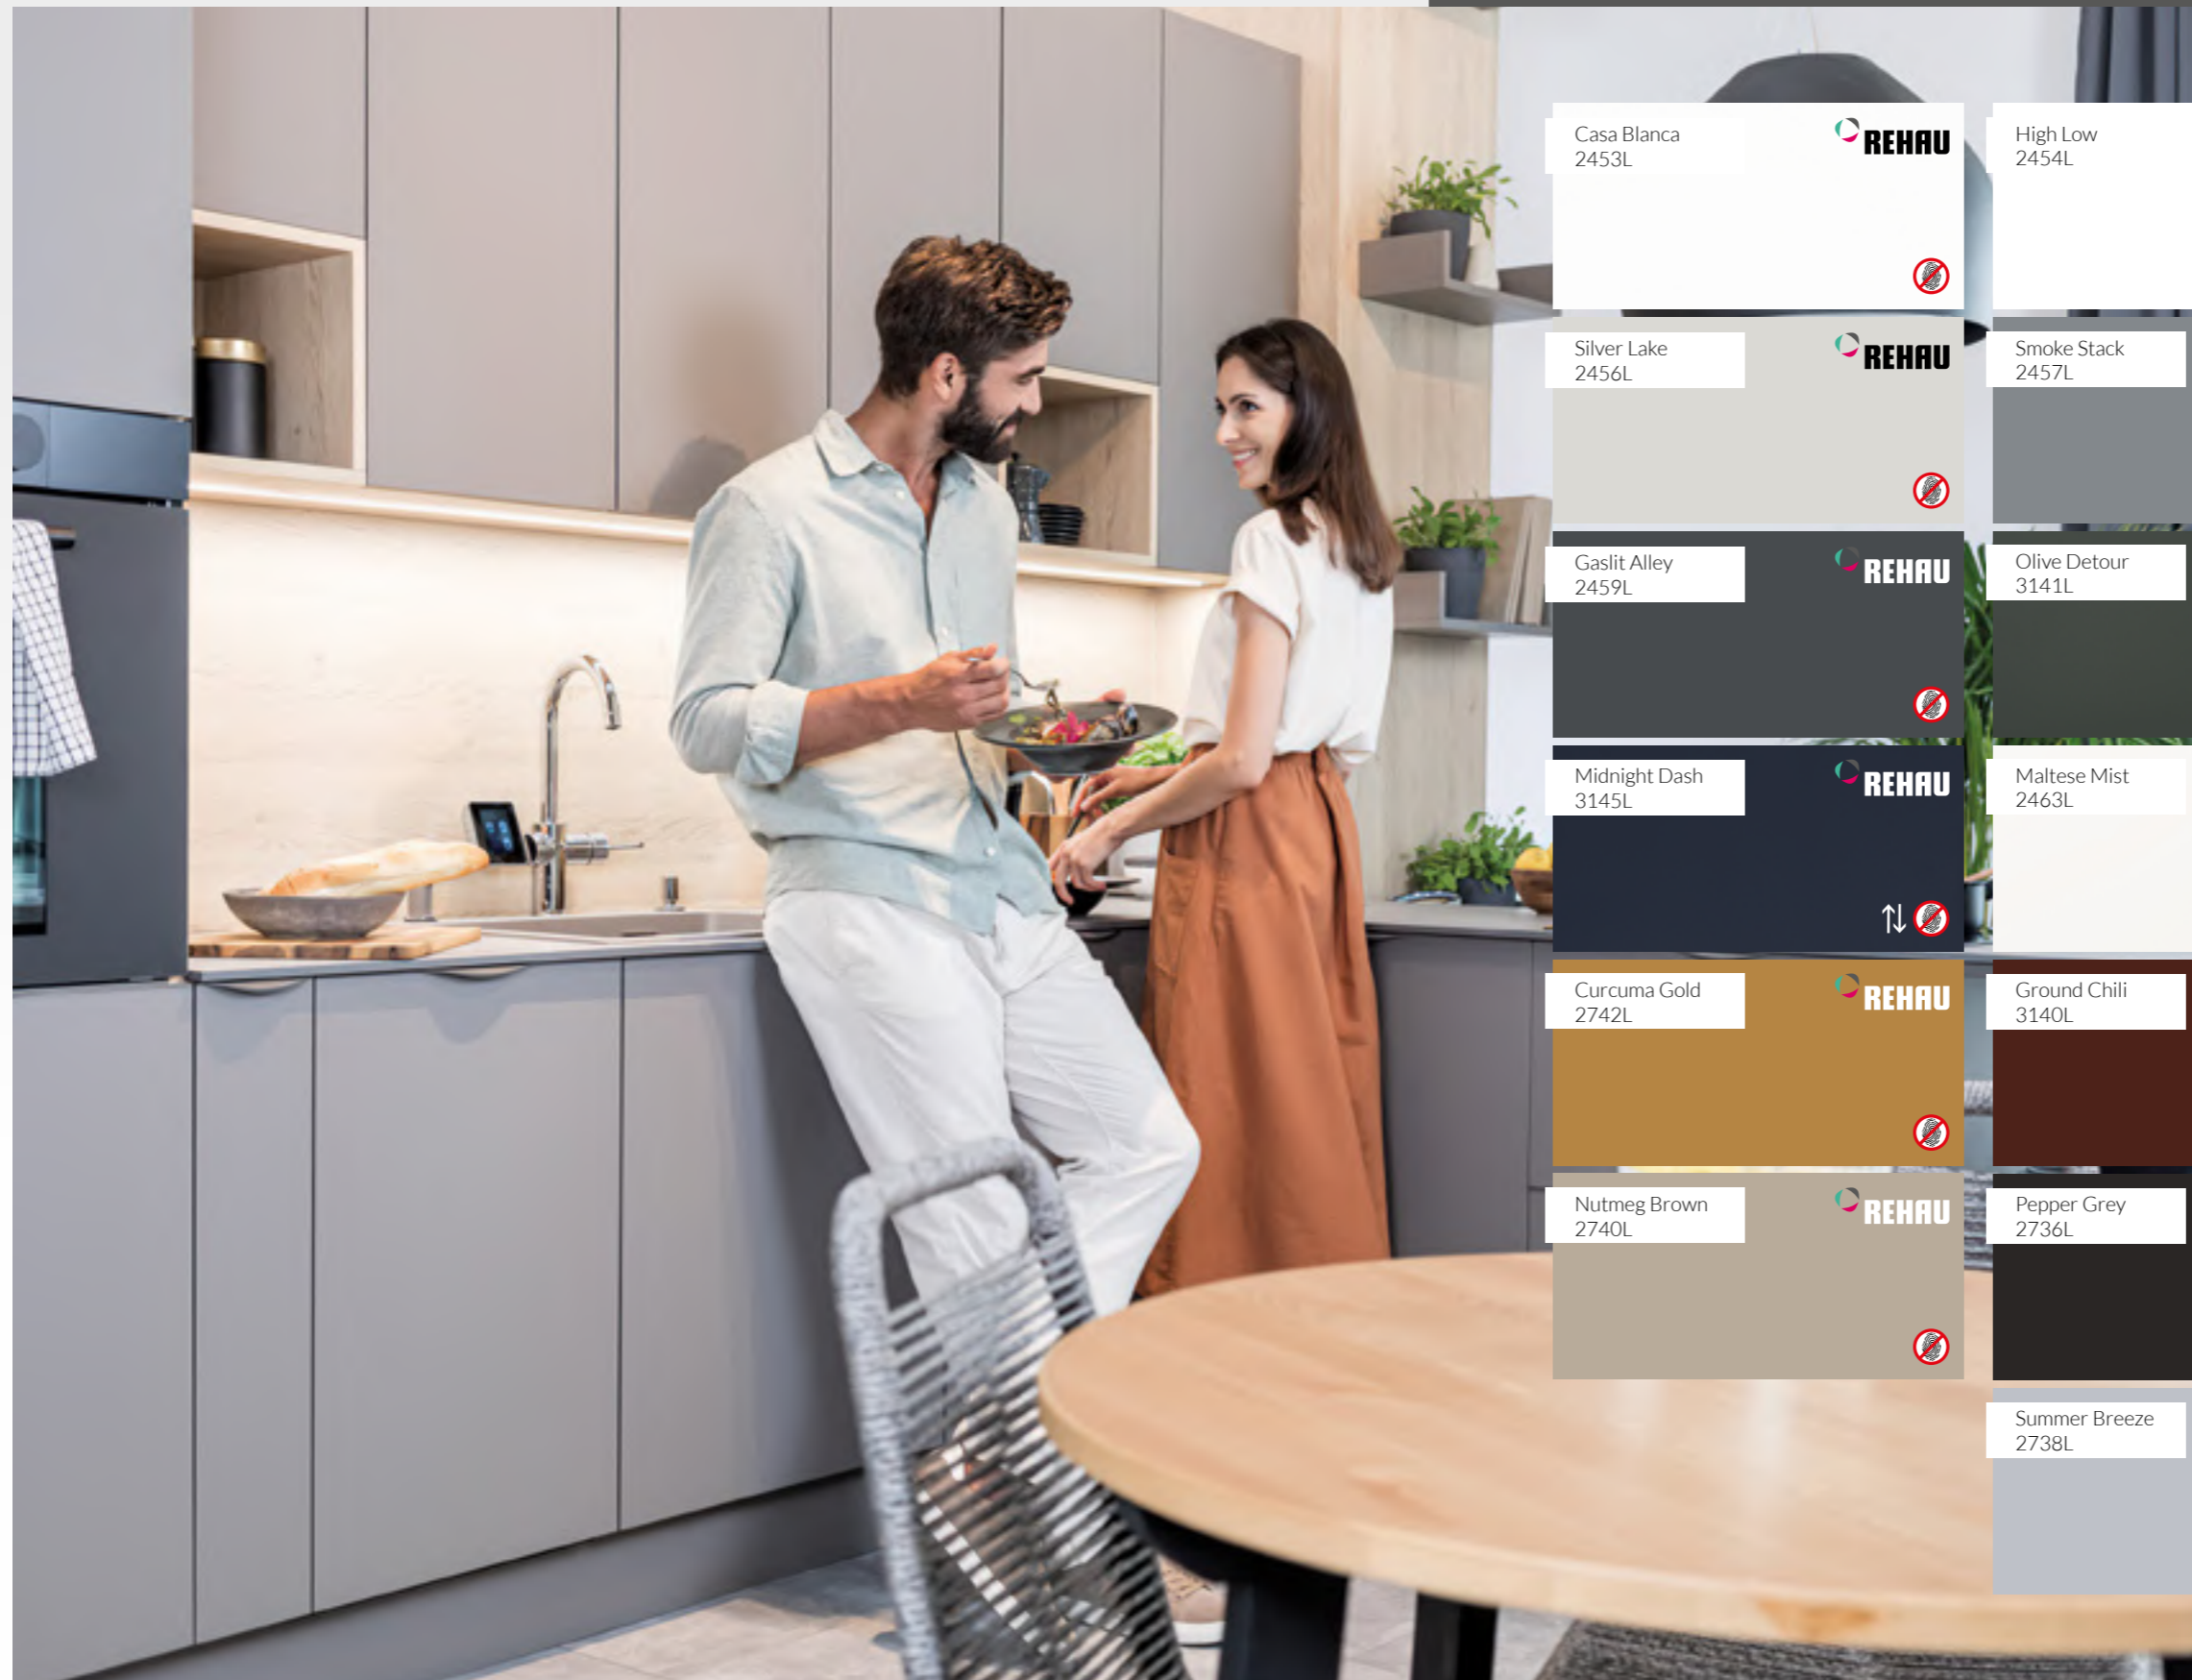 Casa Blanca
2453L
REHAU
High Low
2454L
Silver Lake
2456L
REHAU
Smoke Stack
2457L
Gaslit Alley
2459L
REHAU
Olive Detour
3141L
Midnight Dash
3145L
REHAU
Maltese Mist
2463L
Curcuma Gold
2742L
REHAU
Ground Chili
3140L
Nutmeg Brown
2740L
REHAU
Pepper Grey
2736L
Summer Breeze
2738L